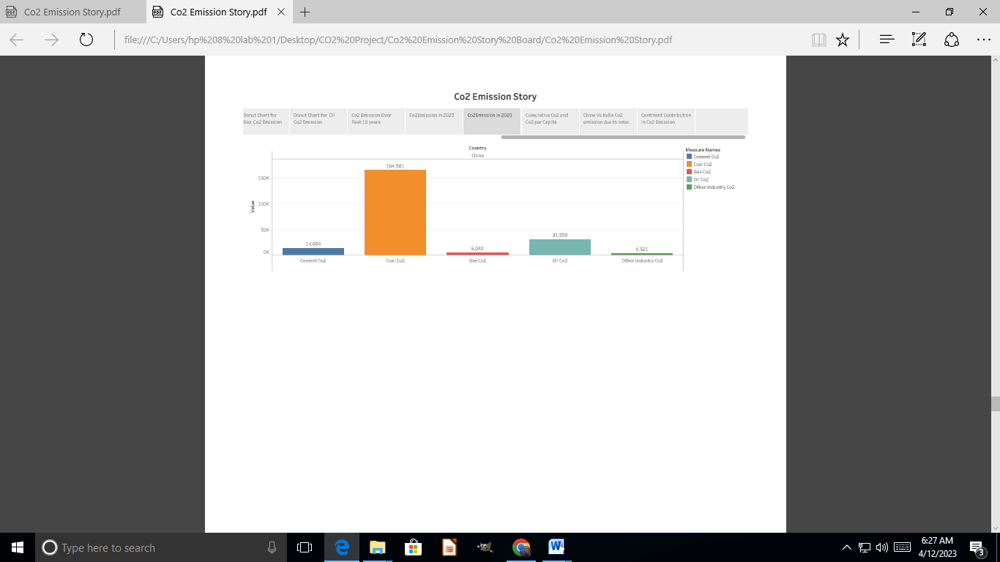 Co2 Emission Story.pdf
Co2 Emission Story.pdf
file:///C:/Users/hp%208%20lab%201/Desktop/CO2%20Project/Co2%20Emission%20Story%20Board/Co2%20Emission%20Story.pdf
Co2 Emission Story
Donut Chart for
Gas Co2 Emission
Donut Chart for Oil
Co2 Emission
Co2 Emission Over
Past 10 years
Co2Emission in 2020
Co2Emission in 2020
Cumulative Co2 and
Co2 per Capita
China Vs India Co2
emission due to inter..
Continent Contribution
in Co2 Emission
Country
China
Measure Names
Cement Co2
Coal Co2
Gas Co2
Oil Co2
Other Industry Co2
Value
150K
100K
50K
0K
14,654
164,581
6,040
31,559
4,321
Cement Co2
Coal Co2
Gas Co2
Oil Co2
Other Industry Co2
Type here to search
6:27 AM
4/12/2023
3